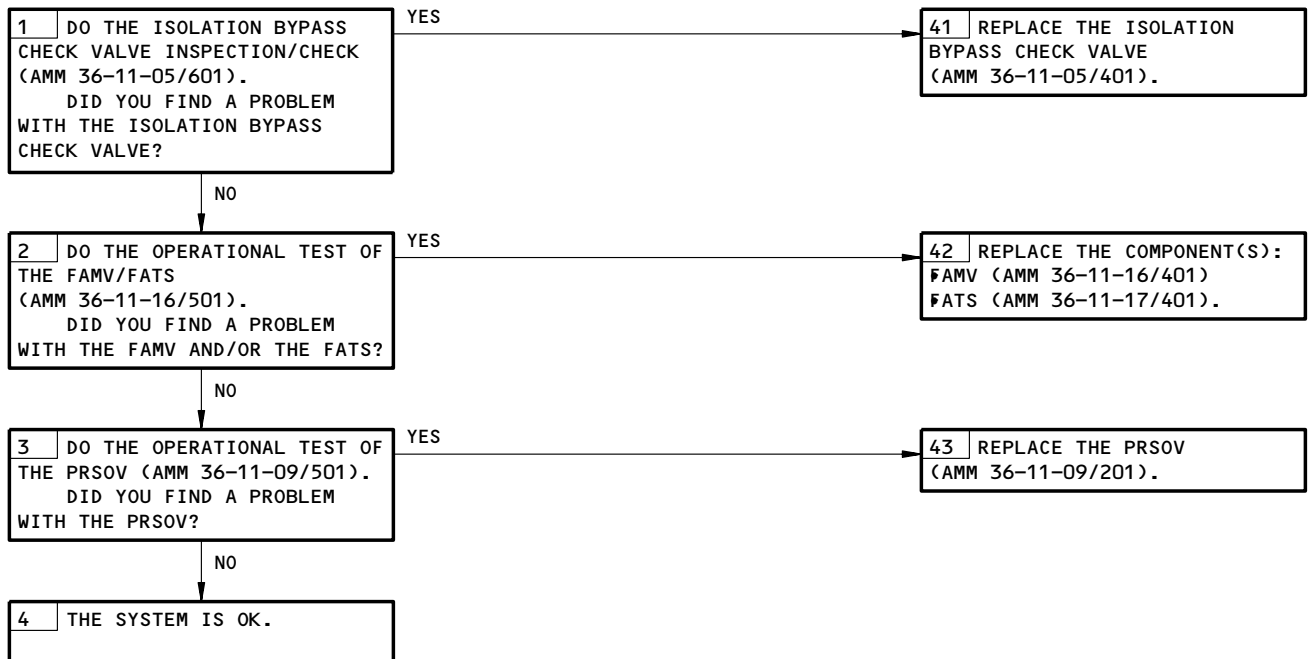 1 DO THE ISOLATION BYPASS
CHECK VALVE INSPECTION/CHECK
(AMM 36-11-05/601).
DID YOU FIND A PROBLEM
WITH THE ISOLATION BYPASS
CHECK VALVE?
YES
41 REPLACE THE ISOLATION
BYPASS CHECK VALVE
(AMM 36-11-05/401).
NO
2 DO THE OPERATIONAL TEST OF
THE FAMV/FATS
(AMM 36-11-16/501).
DID YOU FIND A PROBLEM
WITH THE FAMV AND/OR THE FATS?
YES
42 REPLACE THE COMPONENT(S):
FAMV (AMM 36-11-16/401)
FATS (AMM 36-11-17/401).
NO
3 DO THE OPERATIONAL TEST OF
THE PRSOV (AMM 36-11-09/501).
DID YOU FIND A PROBLEM
WITH THE PRSOV?
YES
43 REPLACE THE PRSOV
(AMM 36-11-09/201).
NO
4 THE SYSTEM IS OK.